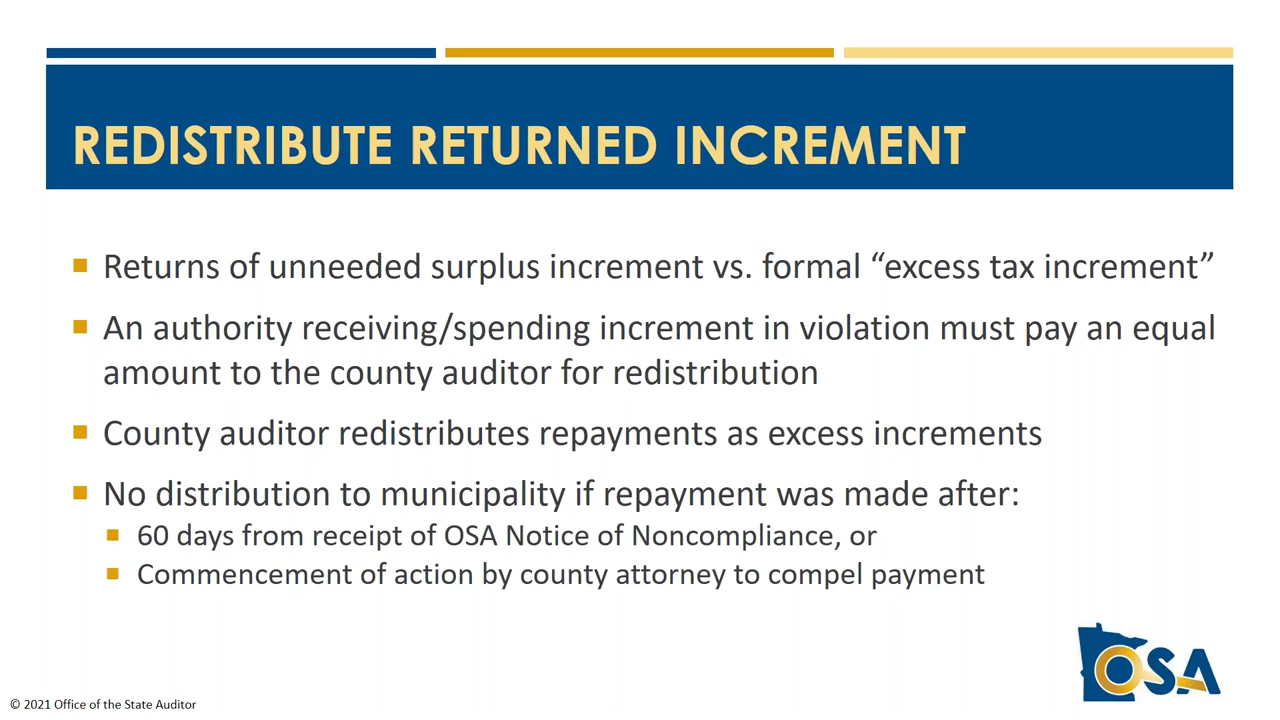 REDISTRIBUTE RETURNED INCREMENT
Returns of unneeded surplus increment vs. formal “excess tax increment”
An authority receiving/spending increment in violation must pay an equal
amount to the county auditor for redistribution
County auditor redistributes repayments as excess increments
No distribution to municipality if repayment was made after:
60 days from receipt of OSA Notice of Noncompliance, or
Commencement of action by county attorney to compel payment
OSA
© 2021 Office of the State Auditor